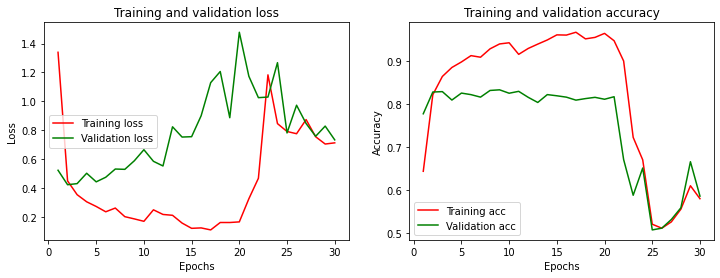 Training and validation loss
Loss
1.4
1.2
1.0
0.8
0.6
0.4
0.2
Training loss
Validation loss
0 5 10 15 20 25 30
Epochs
Training and validation accuracy
Accuracy
0.9
0.8
0.7
0.6
0.5
Training acc
Validation acc
0 5 10 15 20 25 30
Epochs